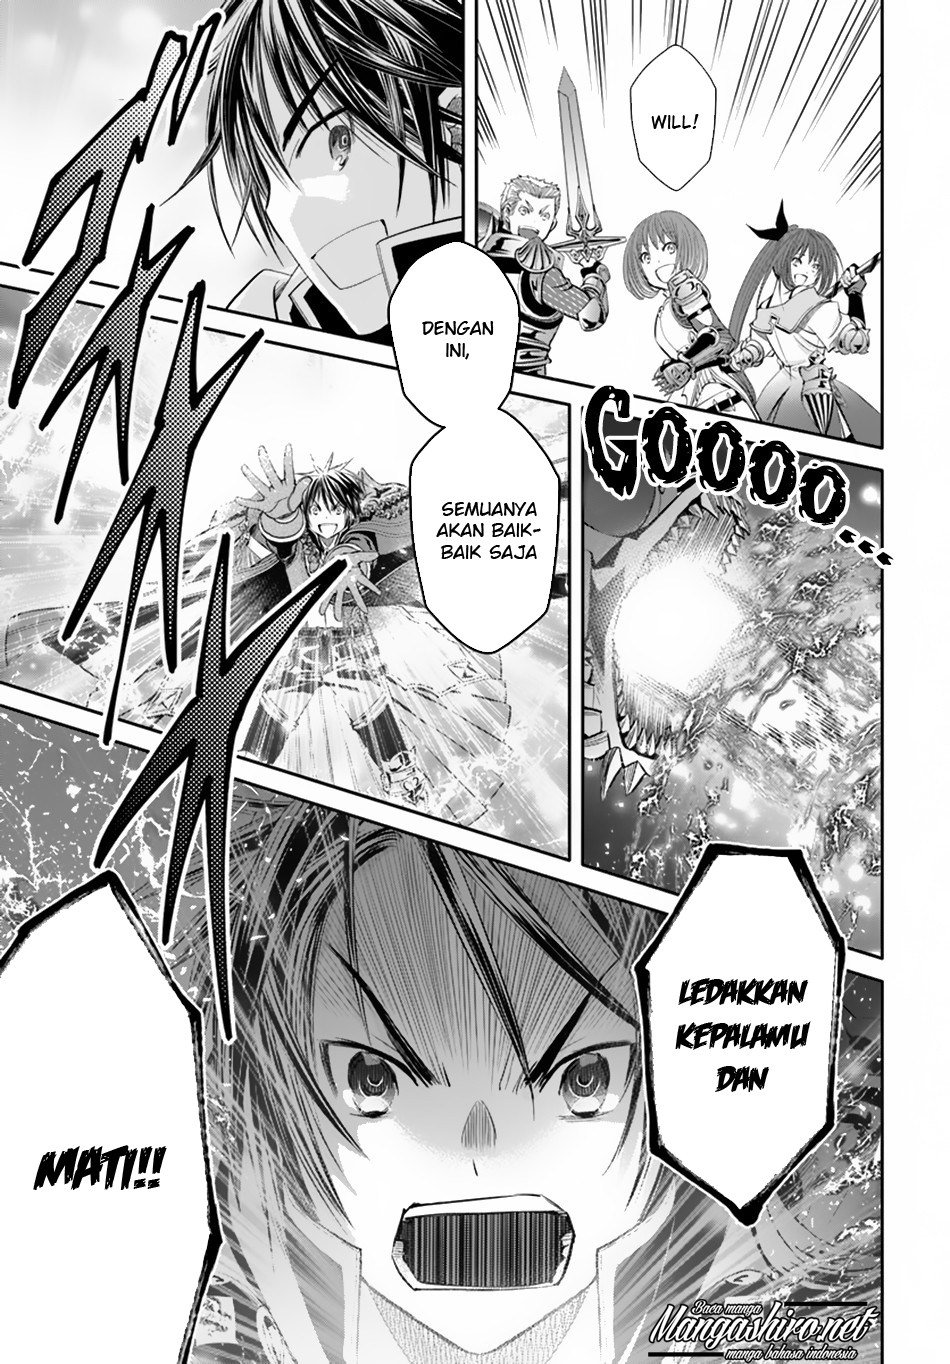 WILL!
DENGAN
INI,
SEMUANYA
AKAN BAIK-
BAIK SAJA
GOOOOO...
LEDAKKAN
KEPALAMU
DAN
MATI!!
Baca manga
Mangashiro.net
manga bahasa indonesia